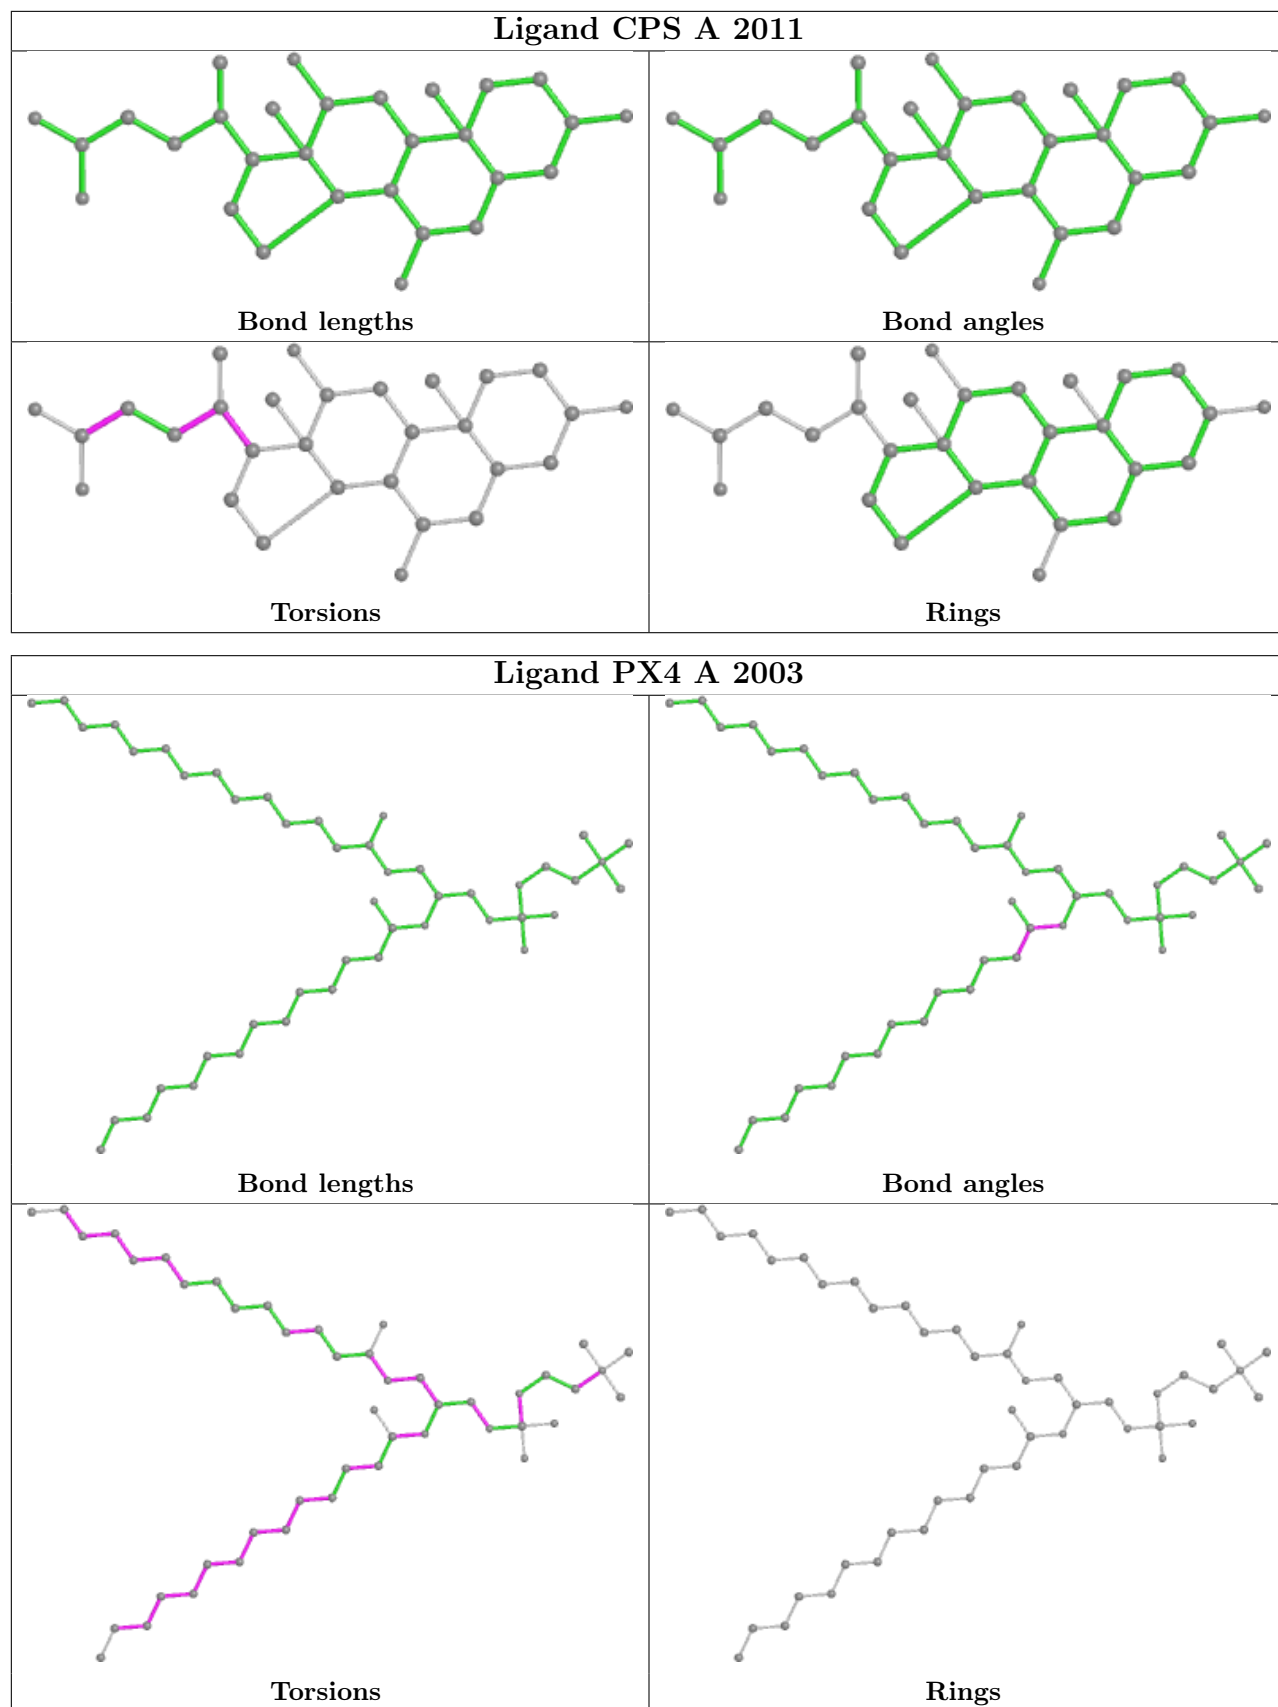 Ligand CPS A 2011
Bond lengths
Bond angles
Torsions
Rings
Ligand PX4 A 2003
Bond lengths
Bond angles
Torsions
Rings